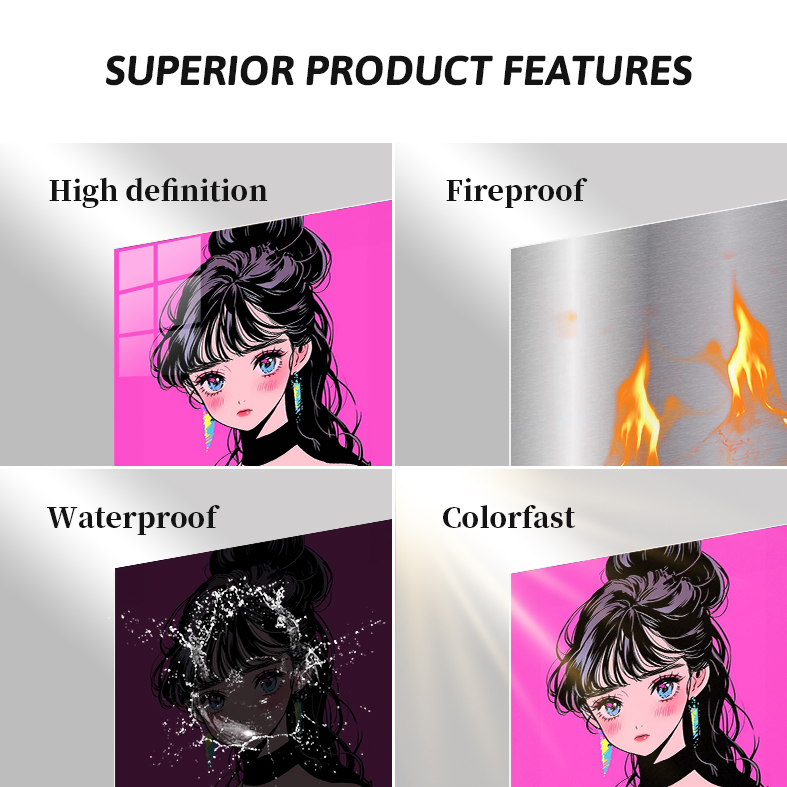 SUPERIOR PRODUCT FEATURES
High definition
Fireproof
Waterproof
Colorfast